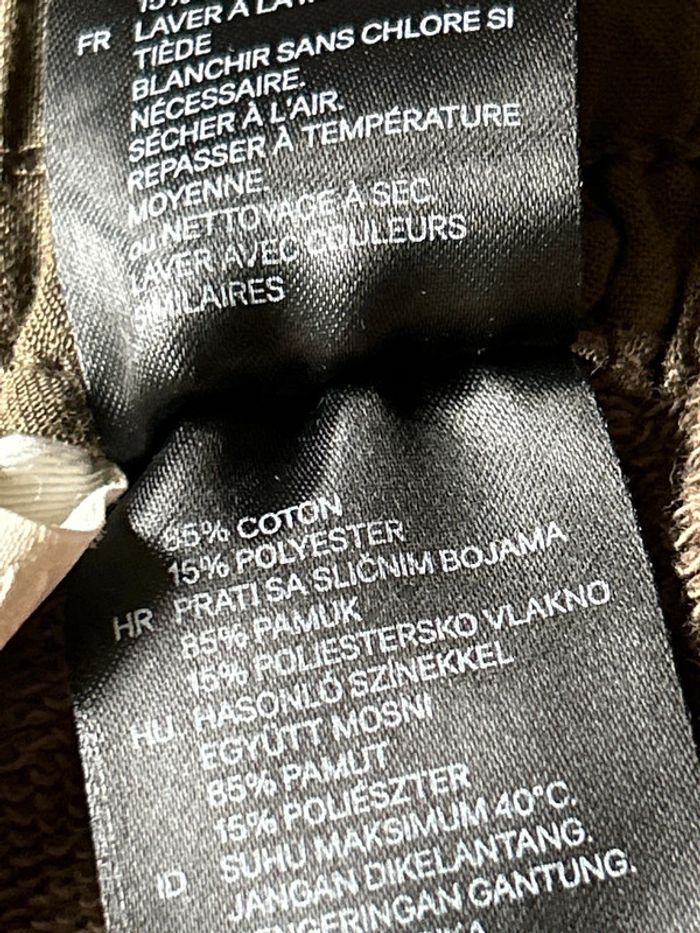 15%
FR LAVER À LA
TIÈDE
BLANCHIR SANS CHLORE SI
NÉCESSAIRE.
SÉCHER À L'AIR.
REPASSER À TEMPÉRATURE
MOYENNE.
ou NETTOYAGE À SEC.
LAVER AVEC COULEURS
SIMILAIRES
85% COTON
15% POLYESTER
HR PRATI SA SLIČNIM BOJAMA
85% PAMUK
15% POLIESTERSKO VLAKNO
HU HASONLÓ SZÍNEKKEL
EGYÜTT MOSNI
85% PAMUT
15% POLIÉSZTER
ID SUHU MAKSIMUM 40°C.
JANGAN DIKELANTANG.
PENGERINGAN GANTUNG.